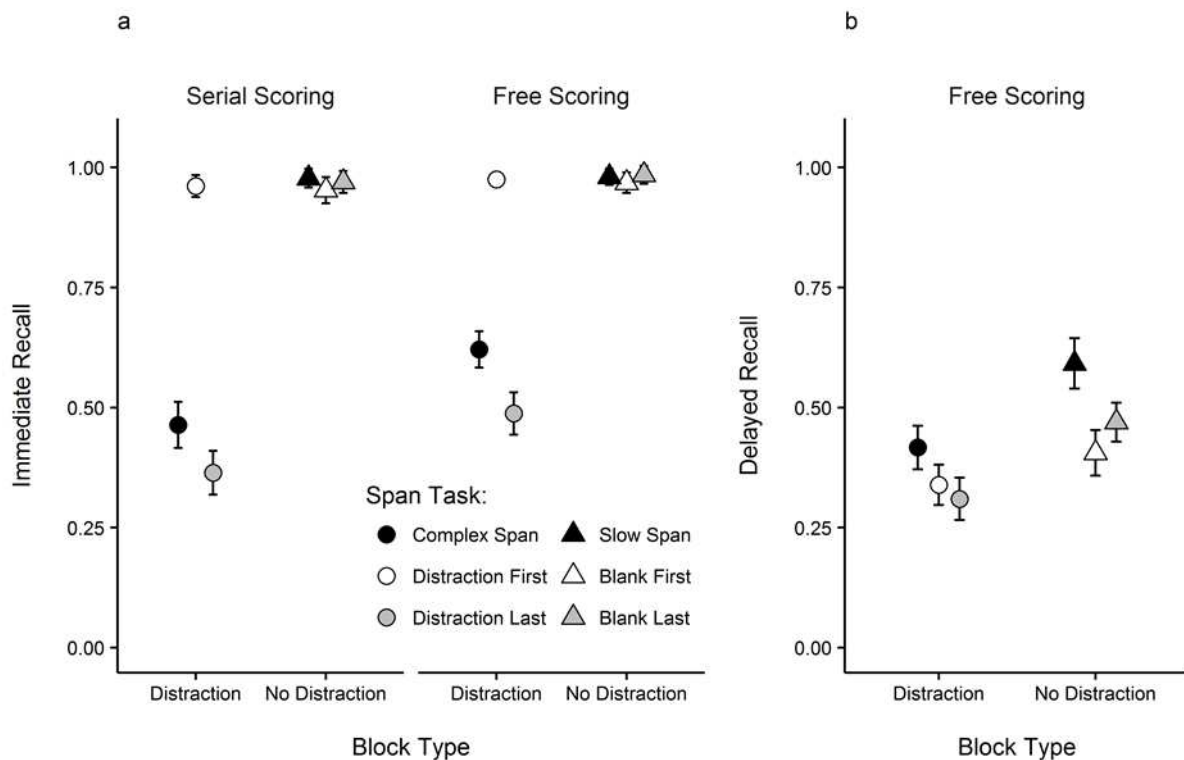 a
b
Serial Scoring
Free Scoring
Free Scoring
Immediate Recall
1.00
0.75
0.50
0.25
0.00
Span Task:
Complex Span
Slow Span
Distraction First
Blank First
Distraction Last
Blank Last
Distraction
No Distraction
Distraction
No Distraction
Block Type
Delayed Recall
1.00
0.75
0.50
0.25
0.00
Distraction
No Distraction
Block Type